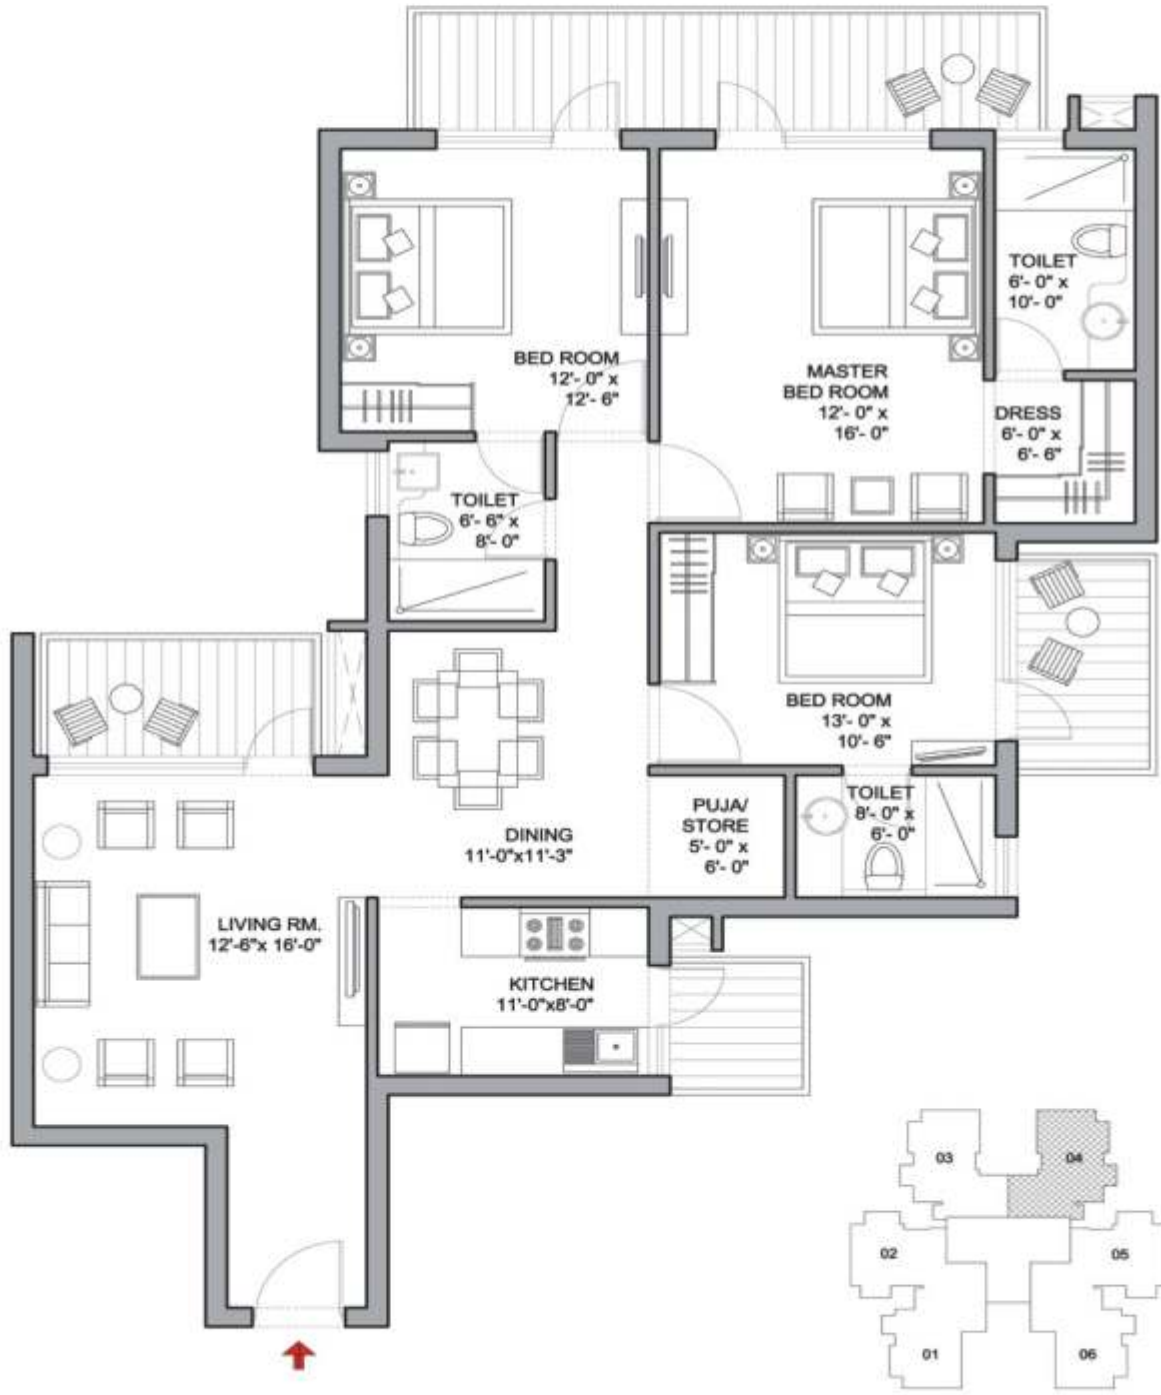 TOILET
6'- 0" x
10'- 0"
BED ROOM
12'- 0" x
12'- 6"
MASTER
BED ROOM
12'- 0" x
16'- 0"
DRESS
6'- 0" x
6'- 6"
TOILET
6'- 6" x
8'- 0"
BED ROOM
13'- 0" x
10'- 6"
TOILET
8'- 0" x
6'- 0"
PUJA/
STORE
5'- 0" x
6'- 0"
DINING
11'-0"x11'-3"
LIVING RM.
12'-6"x 16'-0"
KITCHEN
11'-0"x8'-0"
03
04
02
05
01
06